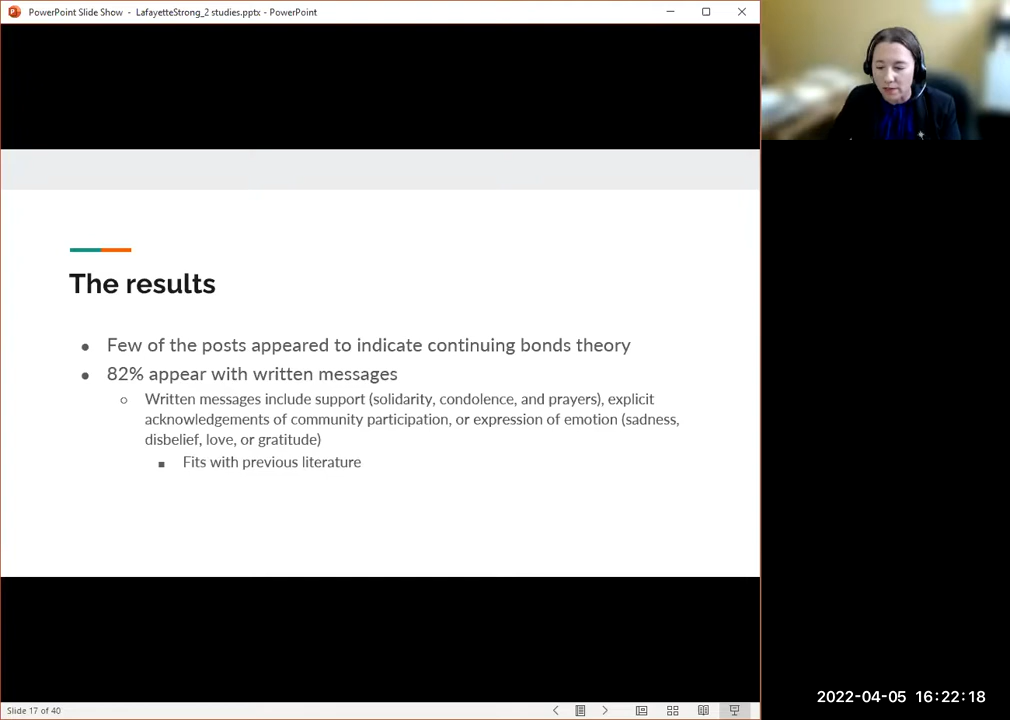 PowerPoint Slide Show - LafayetteStrong_2 studies.pptx - PowerPoint
The results
Few of the posts appeared to indicate continuing bonds theory
82% appear with written messages
Written messages include support (solidarity, condolence, and prayers), explicit
acknowledgements of community participation, or expression of emotion (sadness,
disbelief, love, or gratitude)
Fits with previous literature
Slide 17 of 40
2022-04-05 16:22:18